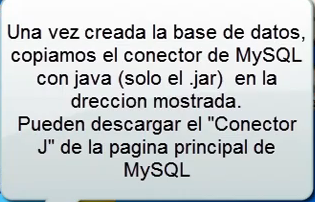 Una vez creada la base de datos,
copiamos el conector de MySQL
con java (solo el .jar) en la
dreccion mostrada.
Pueden descargar el "Conector
J" de la pagina principal de
MySQL